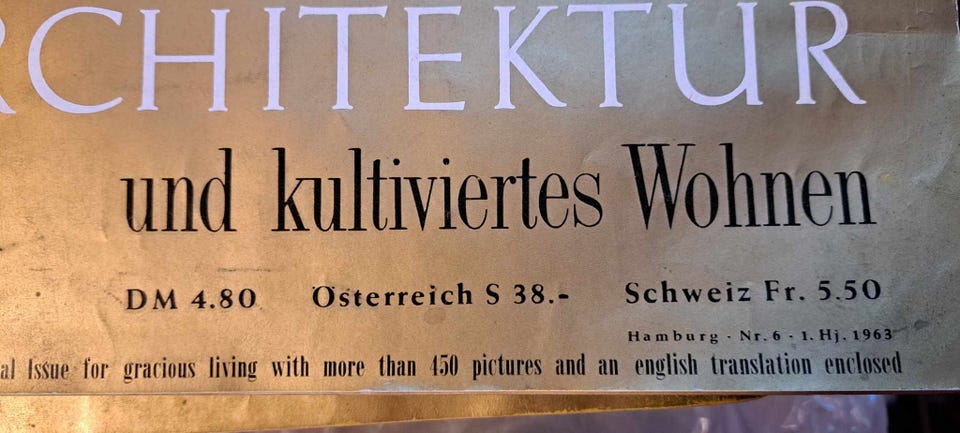 RCHITEKTUR
und kultiviertes Wohnen
DM 4.80 Österreich S 38.- Schweiz Fr. 5.50
Hamburg · Nr. 6 · 1. Hj. 1963
al Issue for gracious living with more than 450 pictures and an english translation enclosed